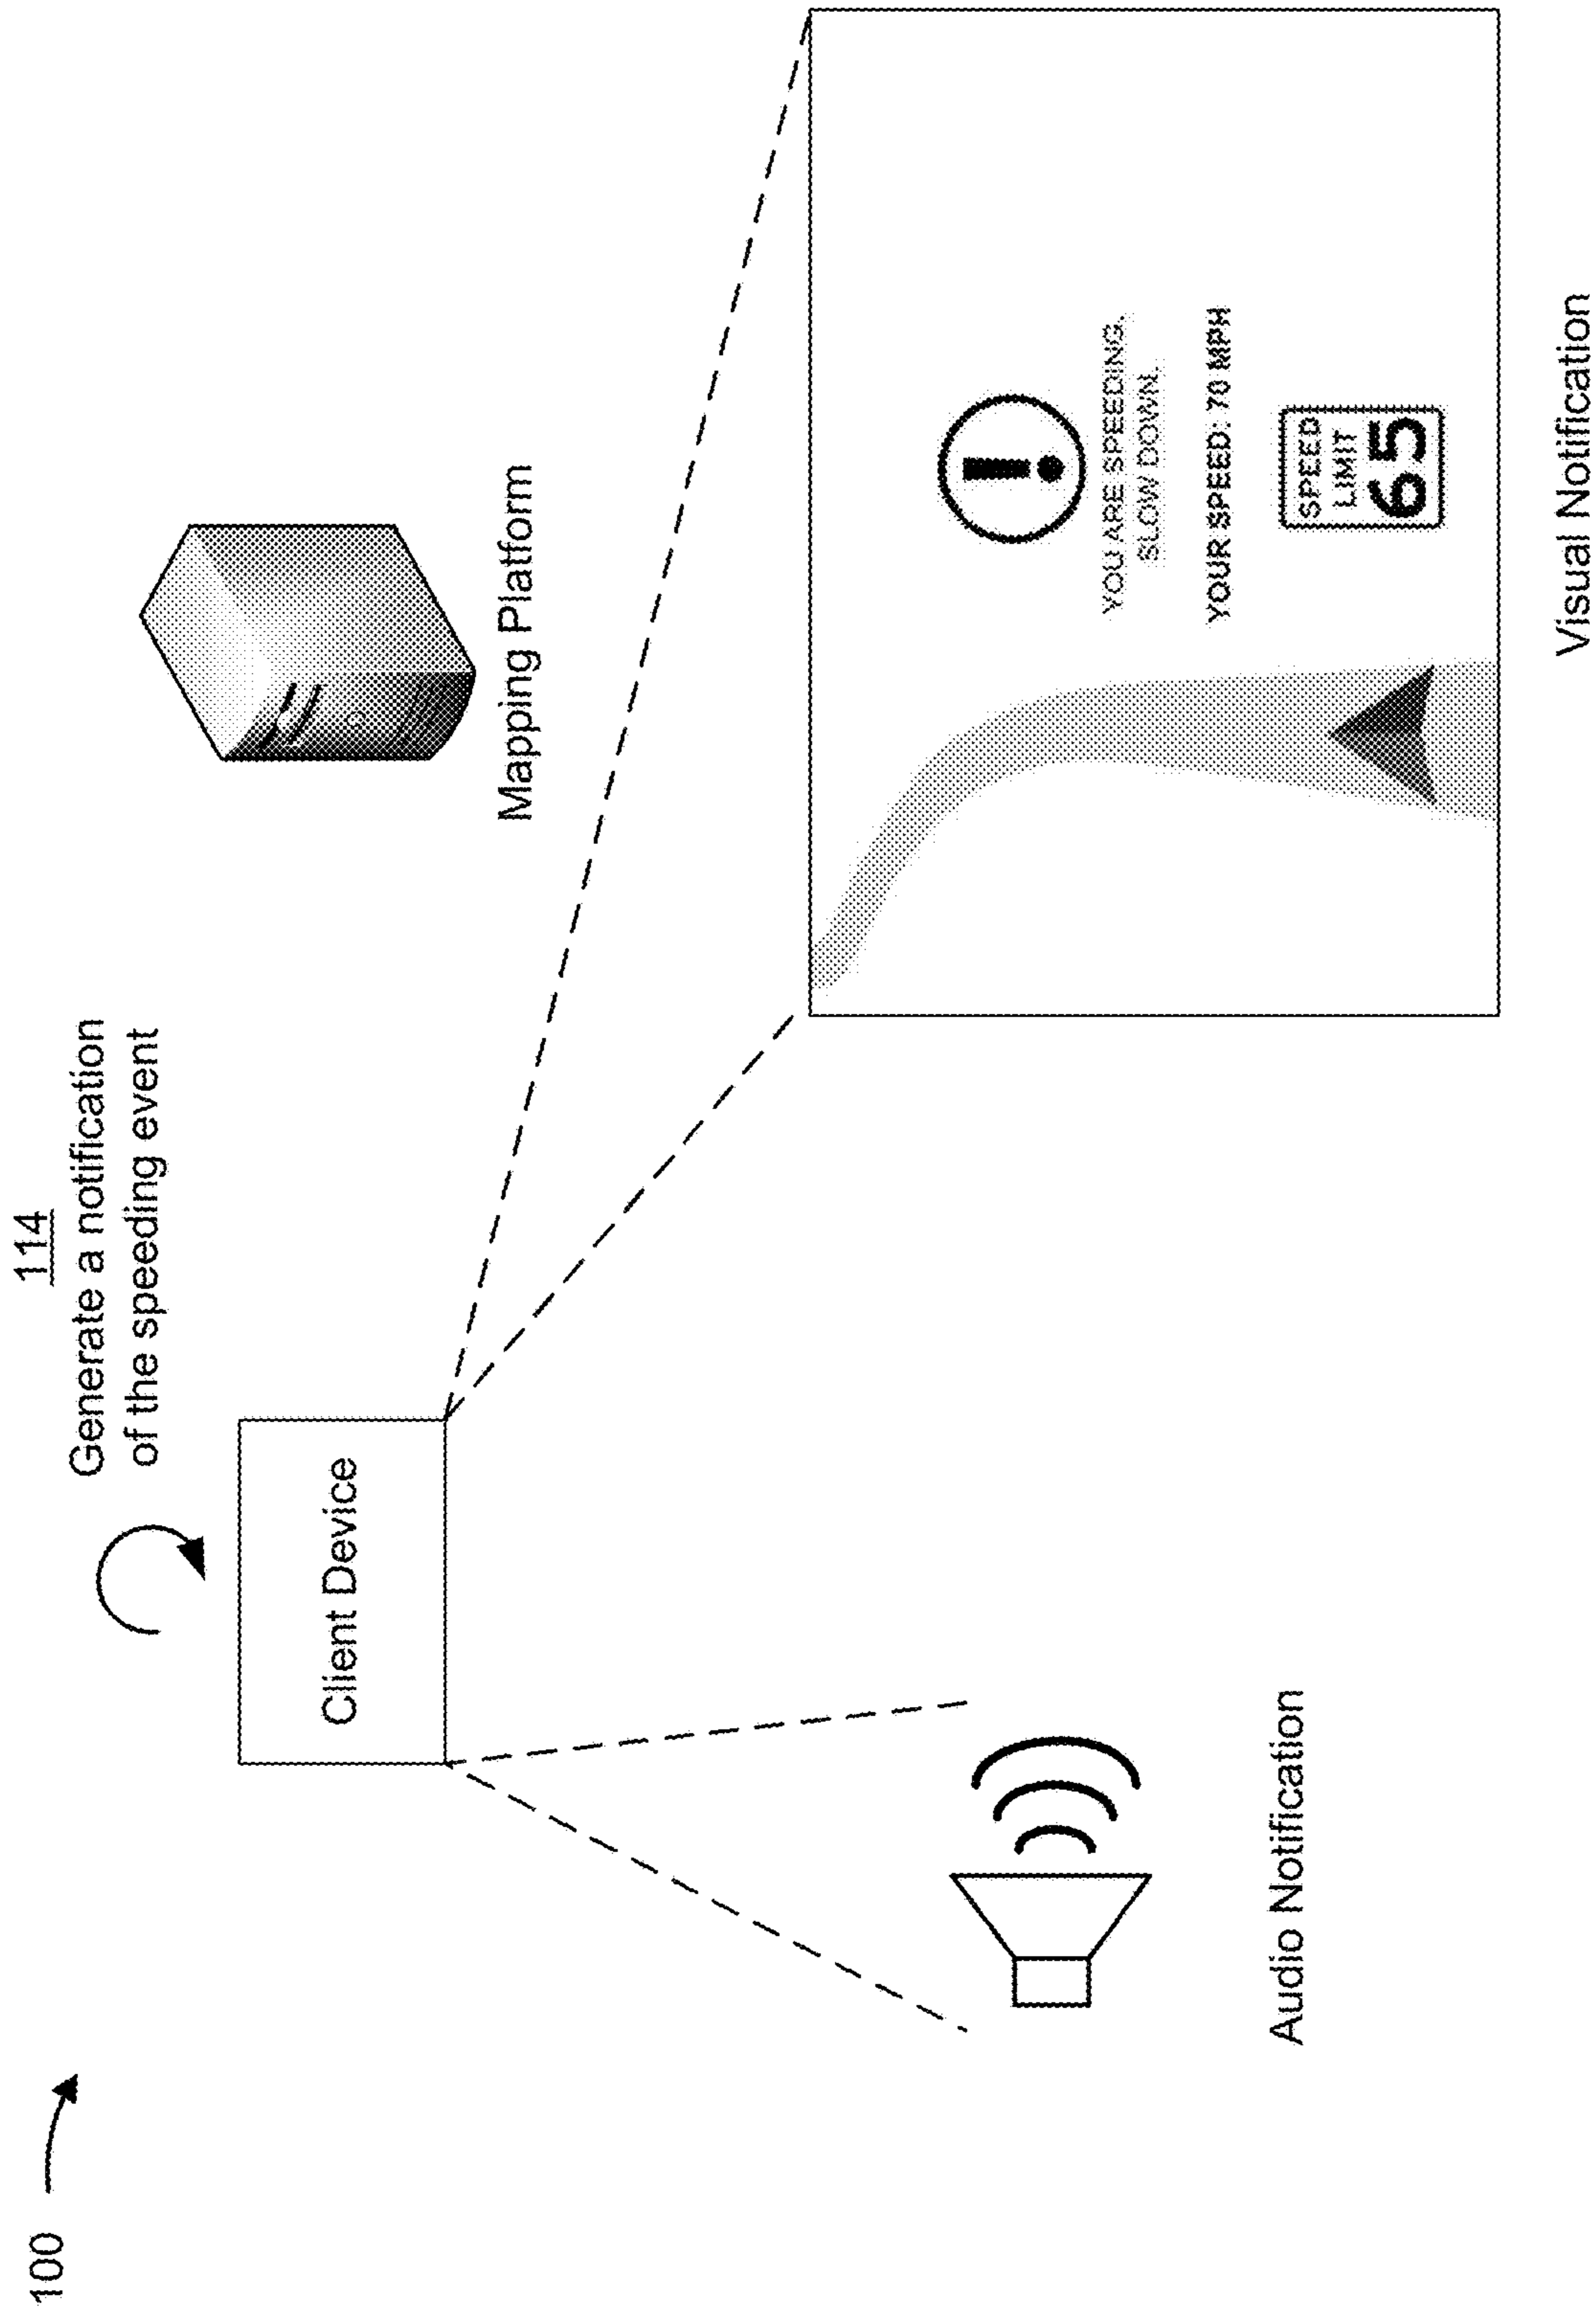 100
114
Generate a notification
of the speeding event
Client Device
Mapping Platform
Audio Notification
YOU ARE SPEEDING.
SLOW DOWN.
YOUR SPEED: 70 MPH
SPEED
LIMIT
65
Visual Notification